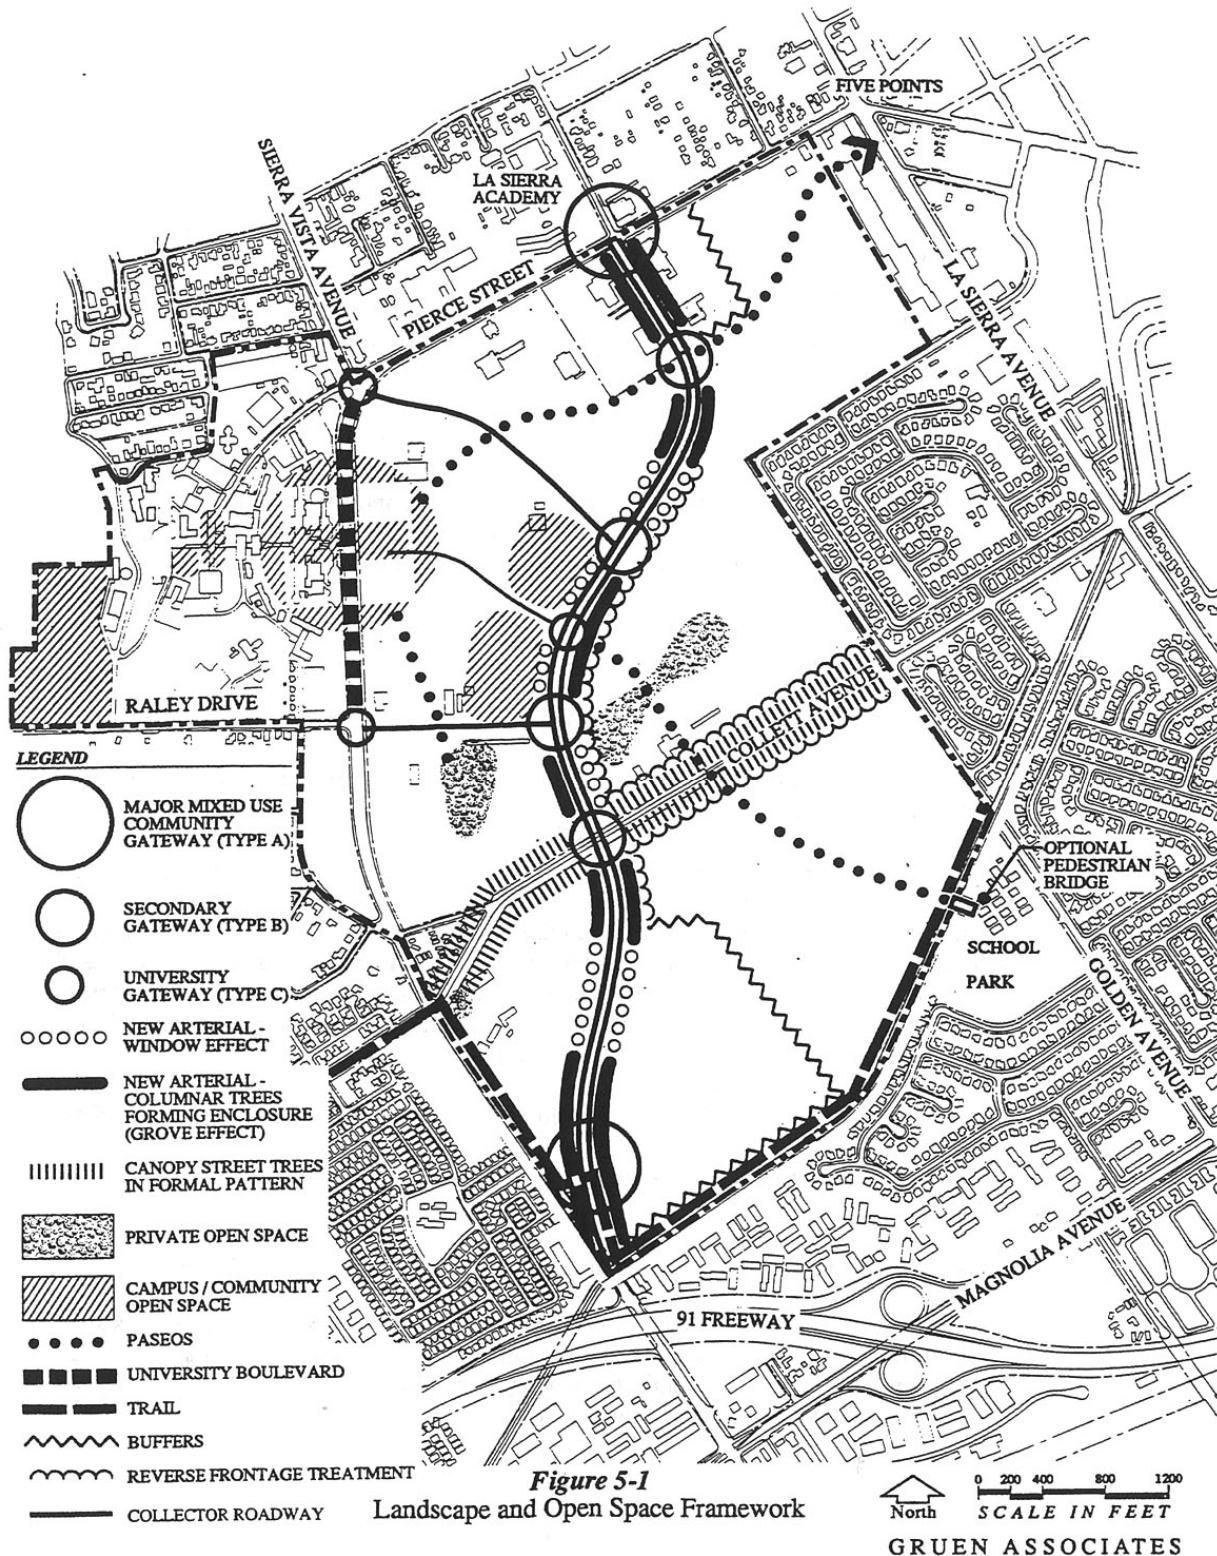 FIVE POINTS
SIERRA VISTA AVENUE
LA SIERRA
ACADEMY
PIERCE STREET
LA SIERRA AVENUE
RALEY DRIVE
COLLETT AVENUE
OPTIONAL
PEDESTRIAN
BRIDGE
SCHOOL
PARK
GOLDEN AVENUE
MAGNOLIA AVENUE
91 FREEWAY
LEGEND
MAJOR MIXED USE
COMMUNITY
GATEWAY (TYPE A)
SECONDARY
GATEWAY (TYPE B)
UNIVERSITY
GATEWAY (TYPE C)
NEW ARTERIAL -
WINDOW EFFECT
NEW ARTERIAL -
COLUMNAR TREES
FORMING ENCLOSURE
(GROVE EFFECT)
CANOPY STREET TREES
IN FORMAL PATTERN
PRIVATE OPEN SPACE
CAMPUS / COMMUNITY
OPEN SPACE
PASEOS
UNIVERSITY BOULEVARD
TRAIL
BUFFERS
REVERSE FRONTAGE TREATMENT
COLLECTOR ROADWAY
Figure 5-1
Landscape and Open Space Framework
North
0 200 400 800 1200
SCALE IN FEET
GRUEN ASSOCIATES